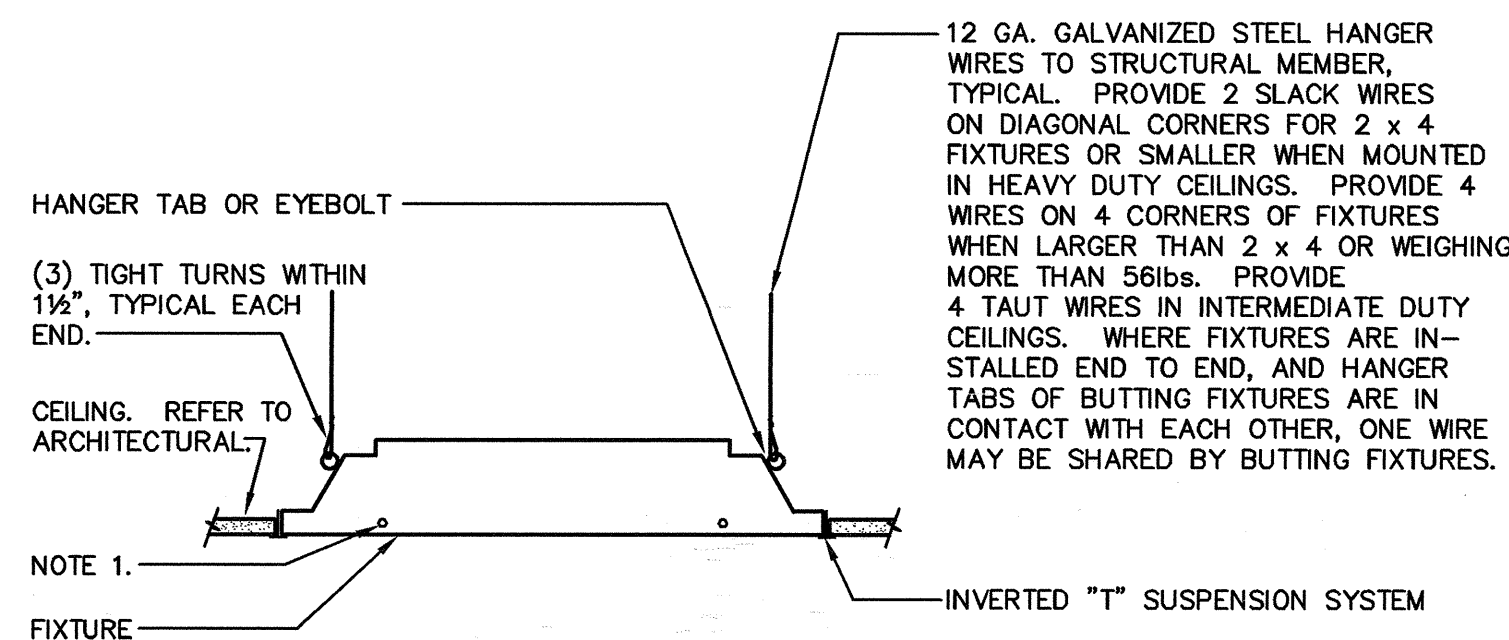 12 GA. GALVANIZED STEEL HANGER
WIRES TO STRUCTURAL MEMBER,
TYPICAL. PROVIDE 2 SLACK WIRES
ON DIAGONAL CORNERS FOR 2 x 4
FIXTURES OR SMALLER WHEN MOUNTED
IN HEAVY DUTY CEILINGS. PROVIDE 4
WIRES ON 4 CORNERS OF FIXTURES
WHEN LARGER THAN 2 x 4 OR WEIGHING
MORE THAN 56lbs. PROVIDE
4 TAUT WIRES IN INTERMEDIATE DUTY
CEILINGS. WHERE FIXTURES ARE IN-
STALLED END TO END, AND HANGER
TABS OF BUTTING FIXTURES ARE IN
CONTACT WITH EACH OTHER, ONE WIRE
MAY BE SHARED BY BUTTING FIXTURES.
HANGER TAB OR EYEBOLT
(3) TIGHT TURNS WITHIN
1½", TYPICAL EACH
END.
CEILING. REFER TO
ARCHITECTURAL.
NOTE 1.
FIXTURE
INVERTED "T" SUSPENSION SYSTEM